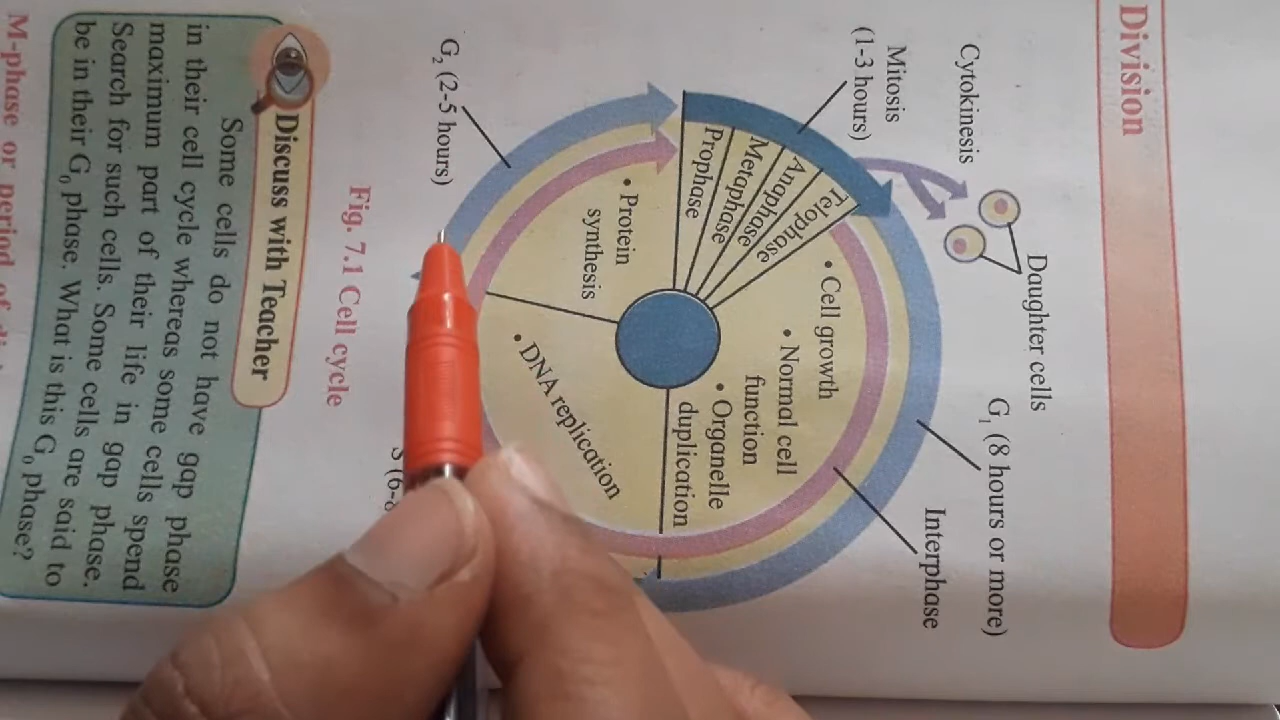 Division
Cytokinesis
Daughter cells
Mitosis
(1-3 hours)
G₁ (8 hours or more)
Interphase
Telophase
Anaphase
Metaphase
Prophase
• Cell growth
• Normal cell
function
• Organelle
duplication
• Protein
synthesis
• DNA replication
G₂ (2-5 hours)
Fig. 7.1 Cell cycle
Discuss with Teacher
Some cells do not have gap phase
in their cell cycle whereas some cells spend
maximum part of their life in gap phase.
Search for such cells. Some cells are said to
be in their G₀ phase. What is this G₀ phase?
M-phase or period of